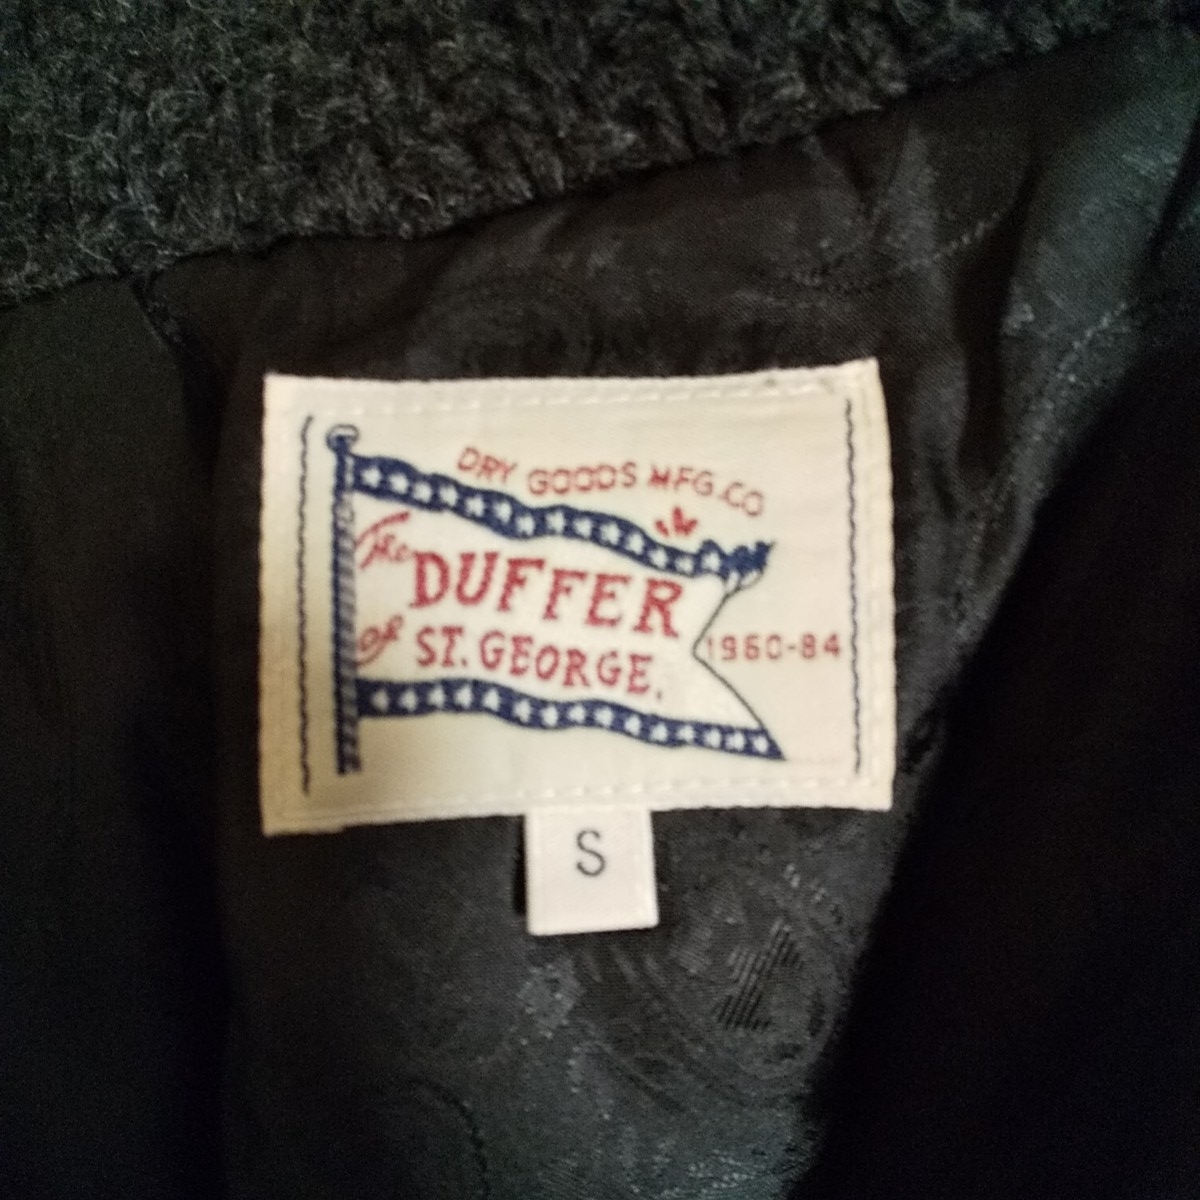 DRY GOODS MFG.CO
The
DUFFER
of ST. GEORGE.
1960-84
S